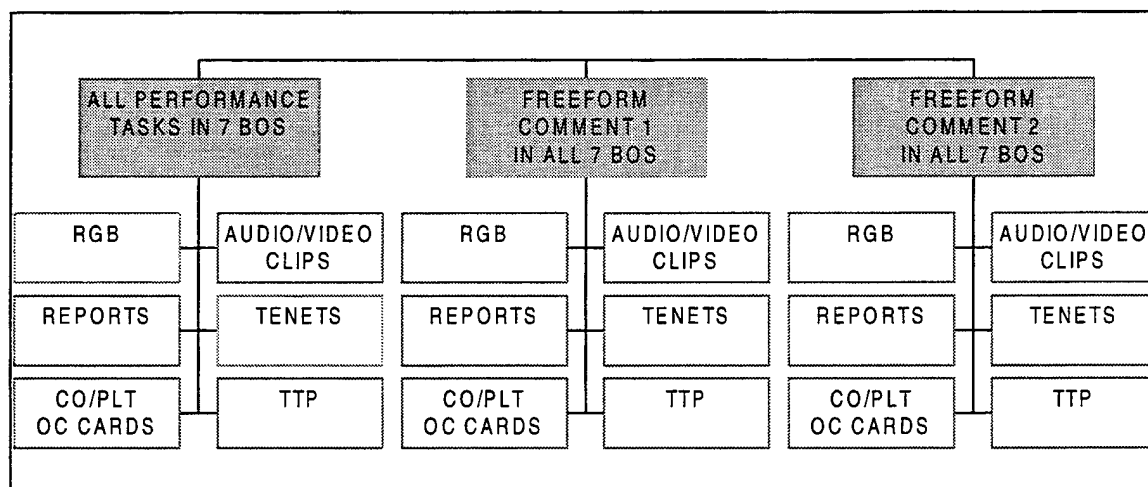 ALL PERFORMANCE
TASKS IN 7 BOS
FREEFORM
COMMENT 1
IN ALL 7 BOS
FREEFORM
COMMENT 2
IN ALL 7 BOS
RGB
AUDIO/VIDEO
CLIPS
REPORTS
TENETS
CO/PLT
OC CARDS
TTP
RGB
AUDIO/VIDEO
CLIPS
REPORTS
TENETS
CO/PLT
OC CARDS
TTP
RGB
AUDIO/VIDEO
CLIPS
REPORTS
TENETS
CO/PLT
OC CARDS
TTP